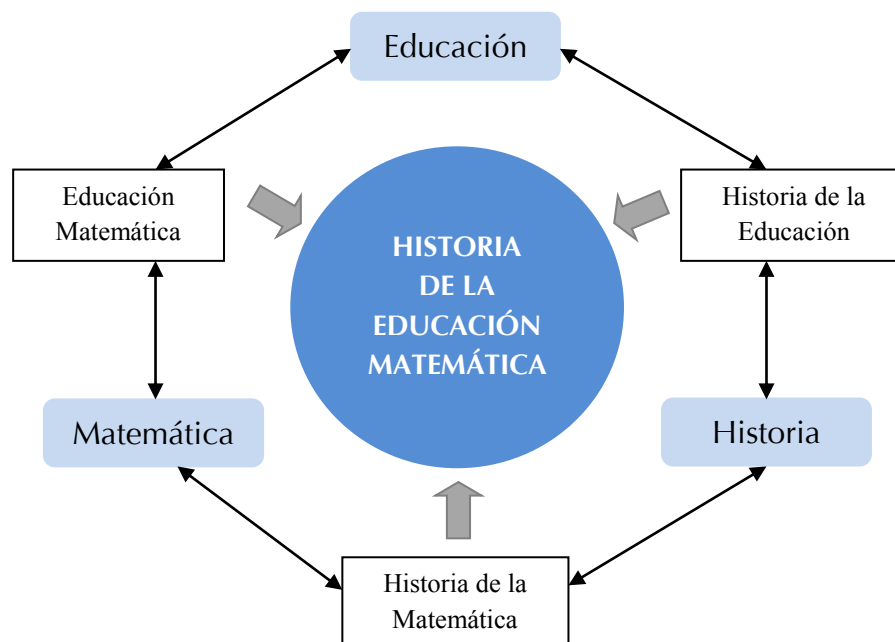 Educación
Educación
Matemática
Historia de la
Educación
HISTORIA
DE LA
EDUCACIÓN
MATEMÁTICA
Matemática
Historia
Historia de la
Matemática